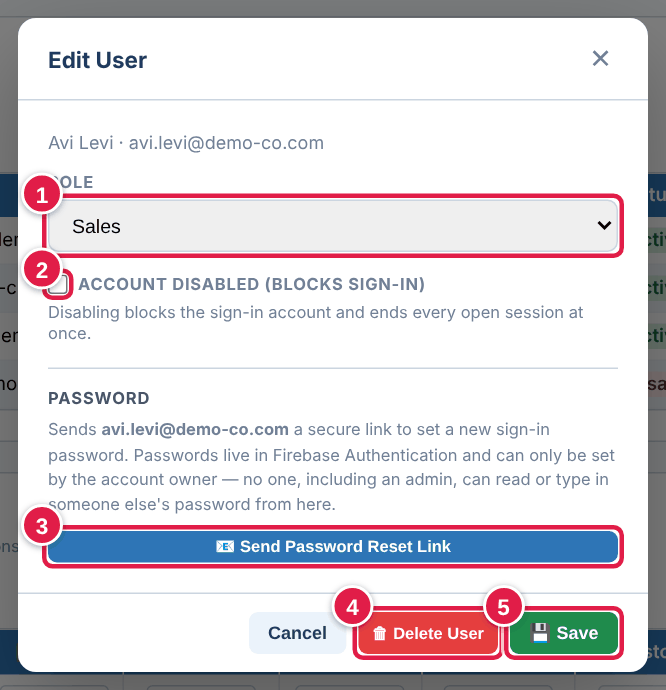 Edit User
✕
Avi Levi · avi.levi@demo-co.com
1
2
ACCOUNT DISABLED (BLOCKS SIGN-IN)
Sales
Disabling blocks the sign-in account and ends every open session at
once.
PASSWORD
Sends avi.levi@demo-co.com a secure link to set a new sign-in
password. Passwords live in Firebase Authentication and can only be set
by the account owner — no one, including an admin, can read or type in
someone else's password from here.
3
📧 Send Password Reset Link
4
5
Cancel
🗑 Delete User
💾 Save